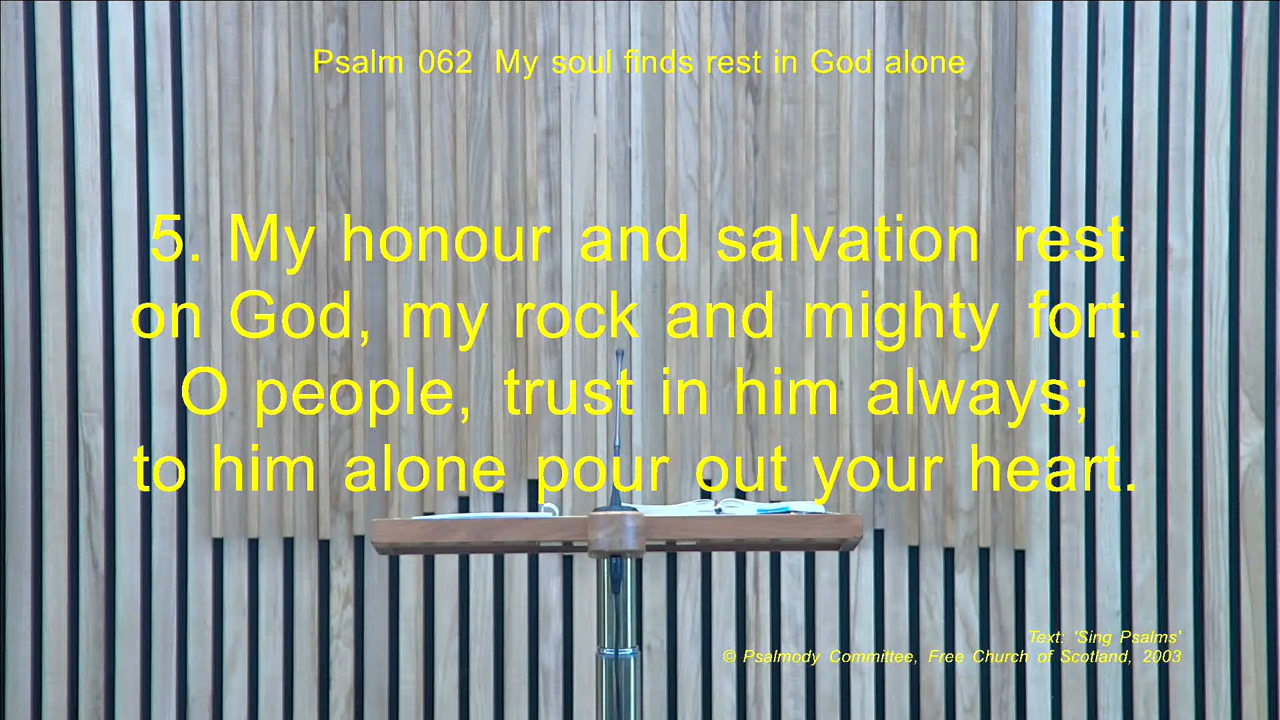 Psalm 062 My soul finds rest in God alone
5. My honour and salvation rest
on God, my rock and mighty fort.
O people, trust in him always;
to him alone pour out your heart.
Text: 'Sing Psalms'
© Psalmody Committee, Free Church of Scotland, 2003